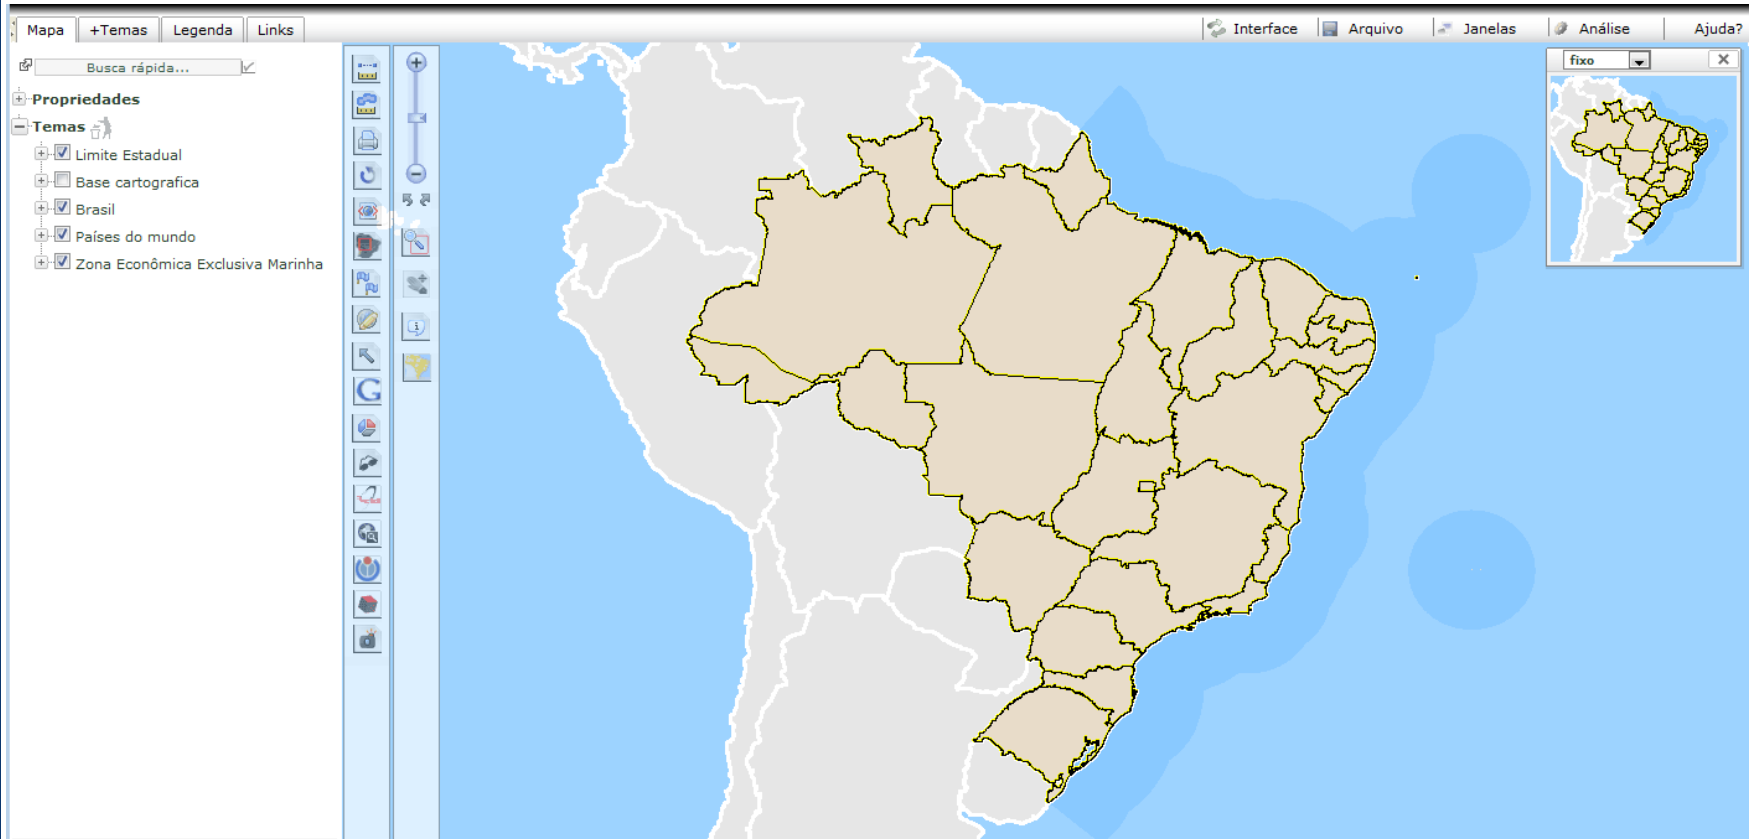 Mapa +Temas Legenda Links Interface Arquivo Janelas Análise Ajuda?
Busca rápida...
Propriedades
Temas
Limite Estadual
Base cartografica
Brasil
Países do mundo
Zona Econômica Exclusiva Marinha
G
i
fixo